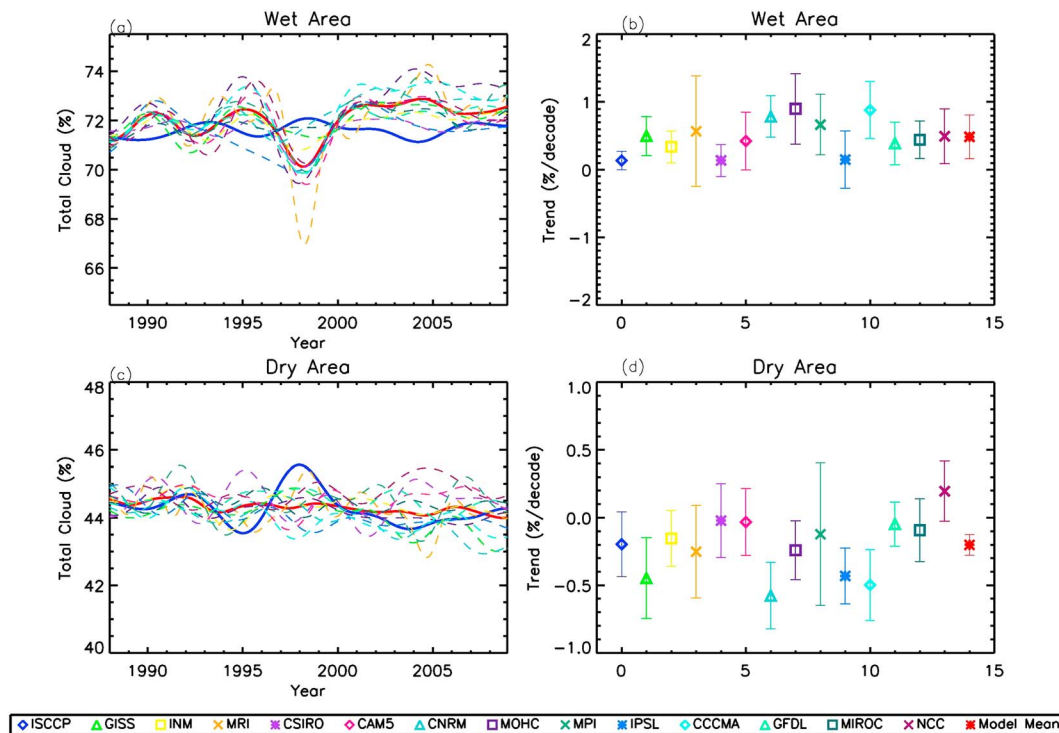 Wet Area
(a)
Total Cloud (%)
74
72
70
68
66
1990 1995 2000 2005
Year
Wet Area
(b)
Trend (%/decade)
2
1
0
−1
−2
0 5 10 15
Dry Area
(c)
Total Cloud (%)
48
46
44
42
40
1990 1995 2000 2005
Year
Dry Area
(d)
Trend (%/decade)
1.0
0.5
0.0
−0.5
−1.0
0 5 10 15
ISCCP GISS INM MRI CSIRO CAM5 CNRM MOHC MPI IPSL CCCMA GFDL MIROC NCC Model Mean